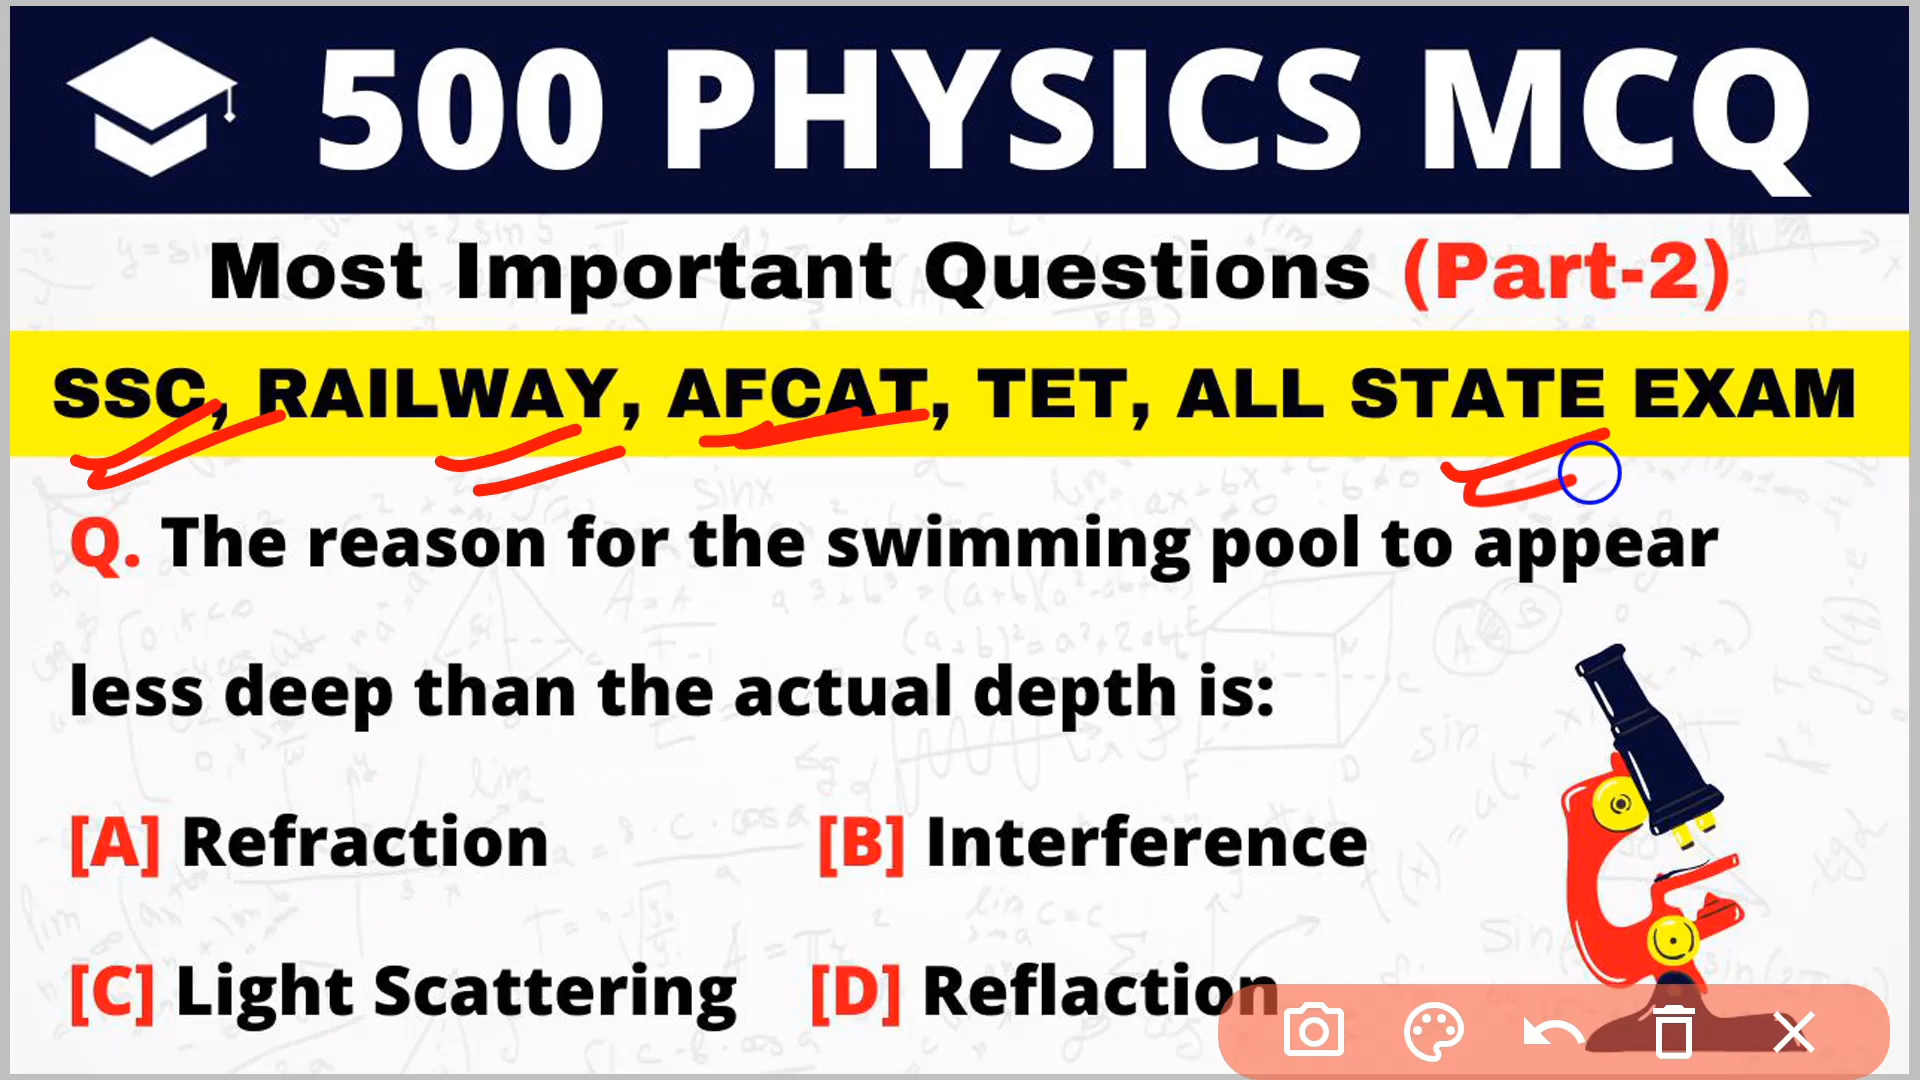 500 PHYSICS MCQ
Most Important Questions (Part-2)
SSC, RAILWAY, AFCAT, TET, ALL STATE EXAM
Q. The reason for the swimming pool to appear
less deep than the actual depth is:
[A] Refraction [B] Interference
[C] Light Scattering [D] Reflaction